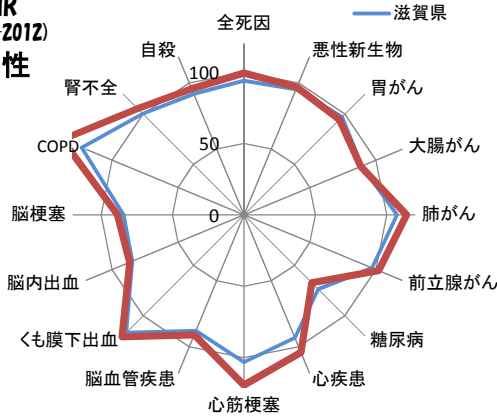 2012)
性
滋賀県
全死因
悪性新生物
胃がん
大腸がん
肺がん
前立腺がん
糖尿病
心疾患
心筋梗塞
脳血管疾患
くも膜下出血
脳内出血
脳梗塞
COPD
腎不全
自殺
100
50
0